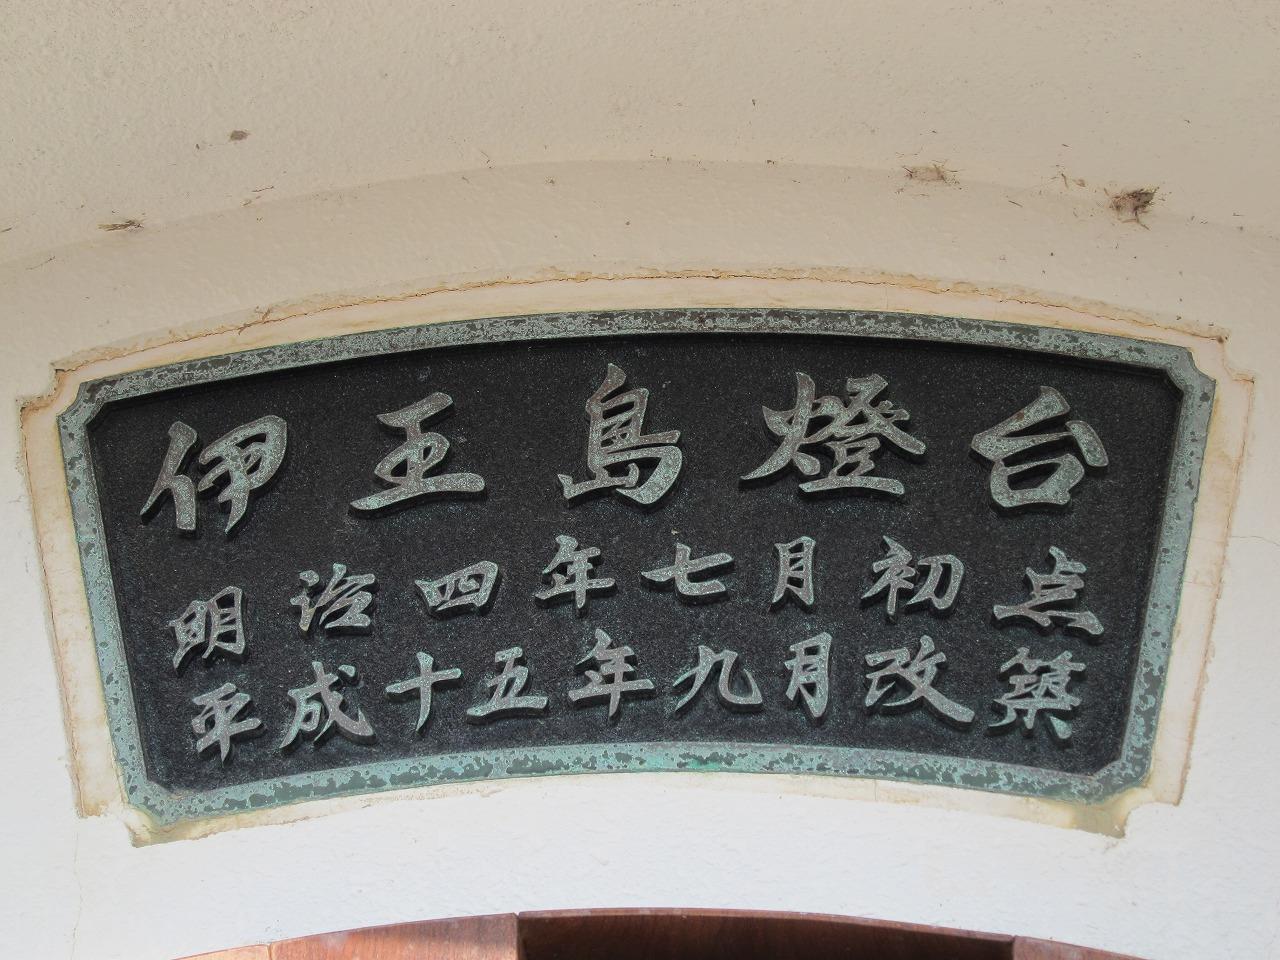 伊王島燈台
明治四年七月初点
平成十五年九月改築